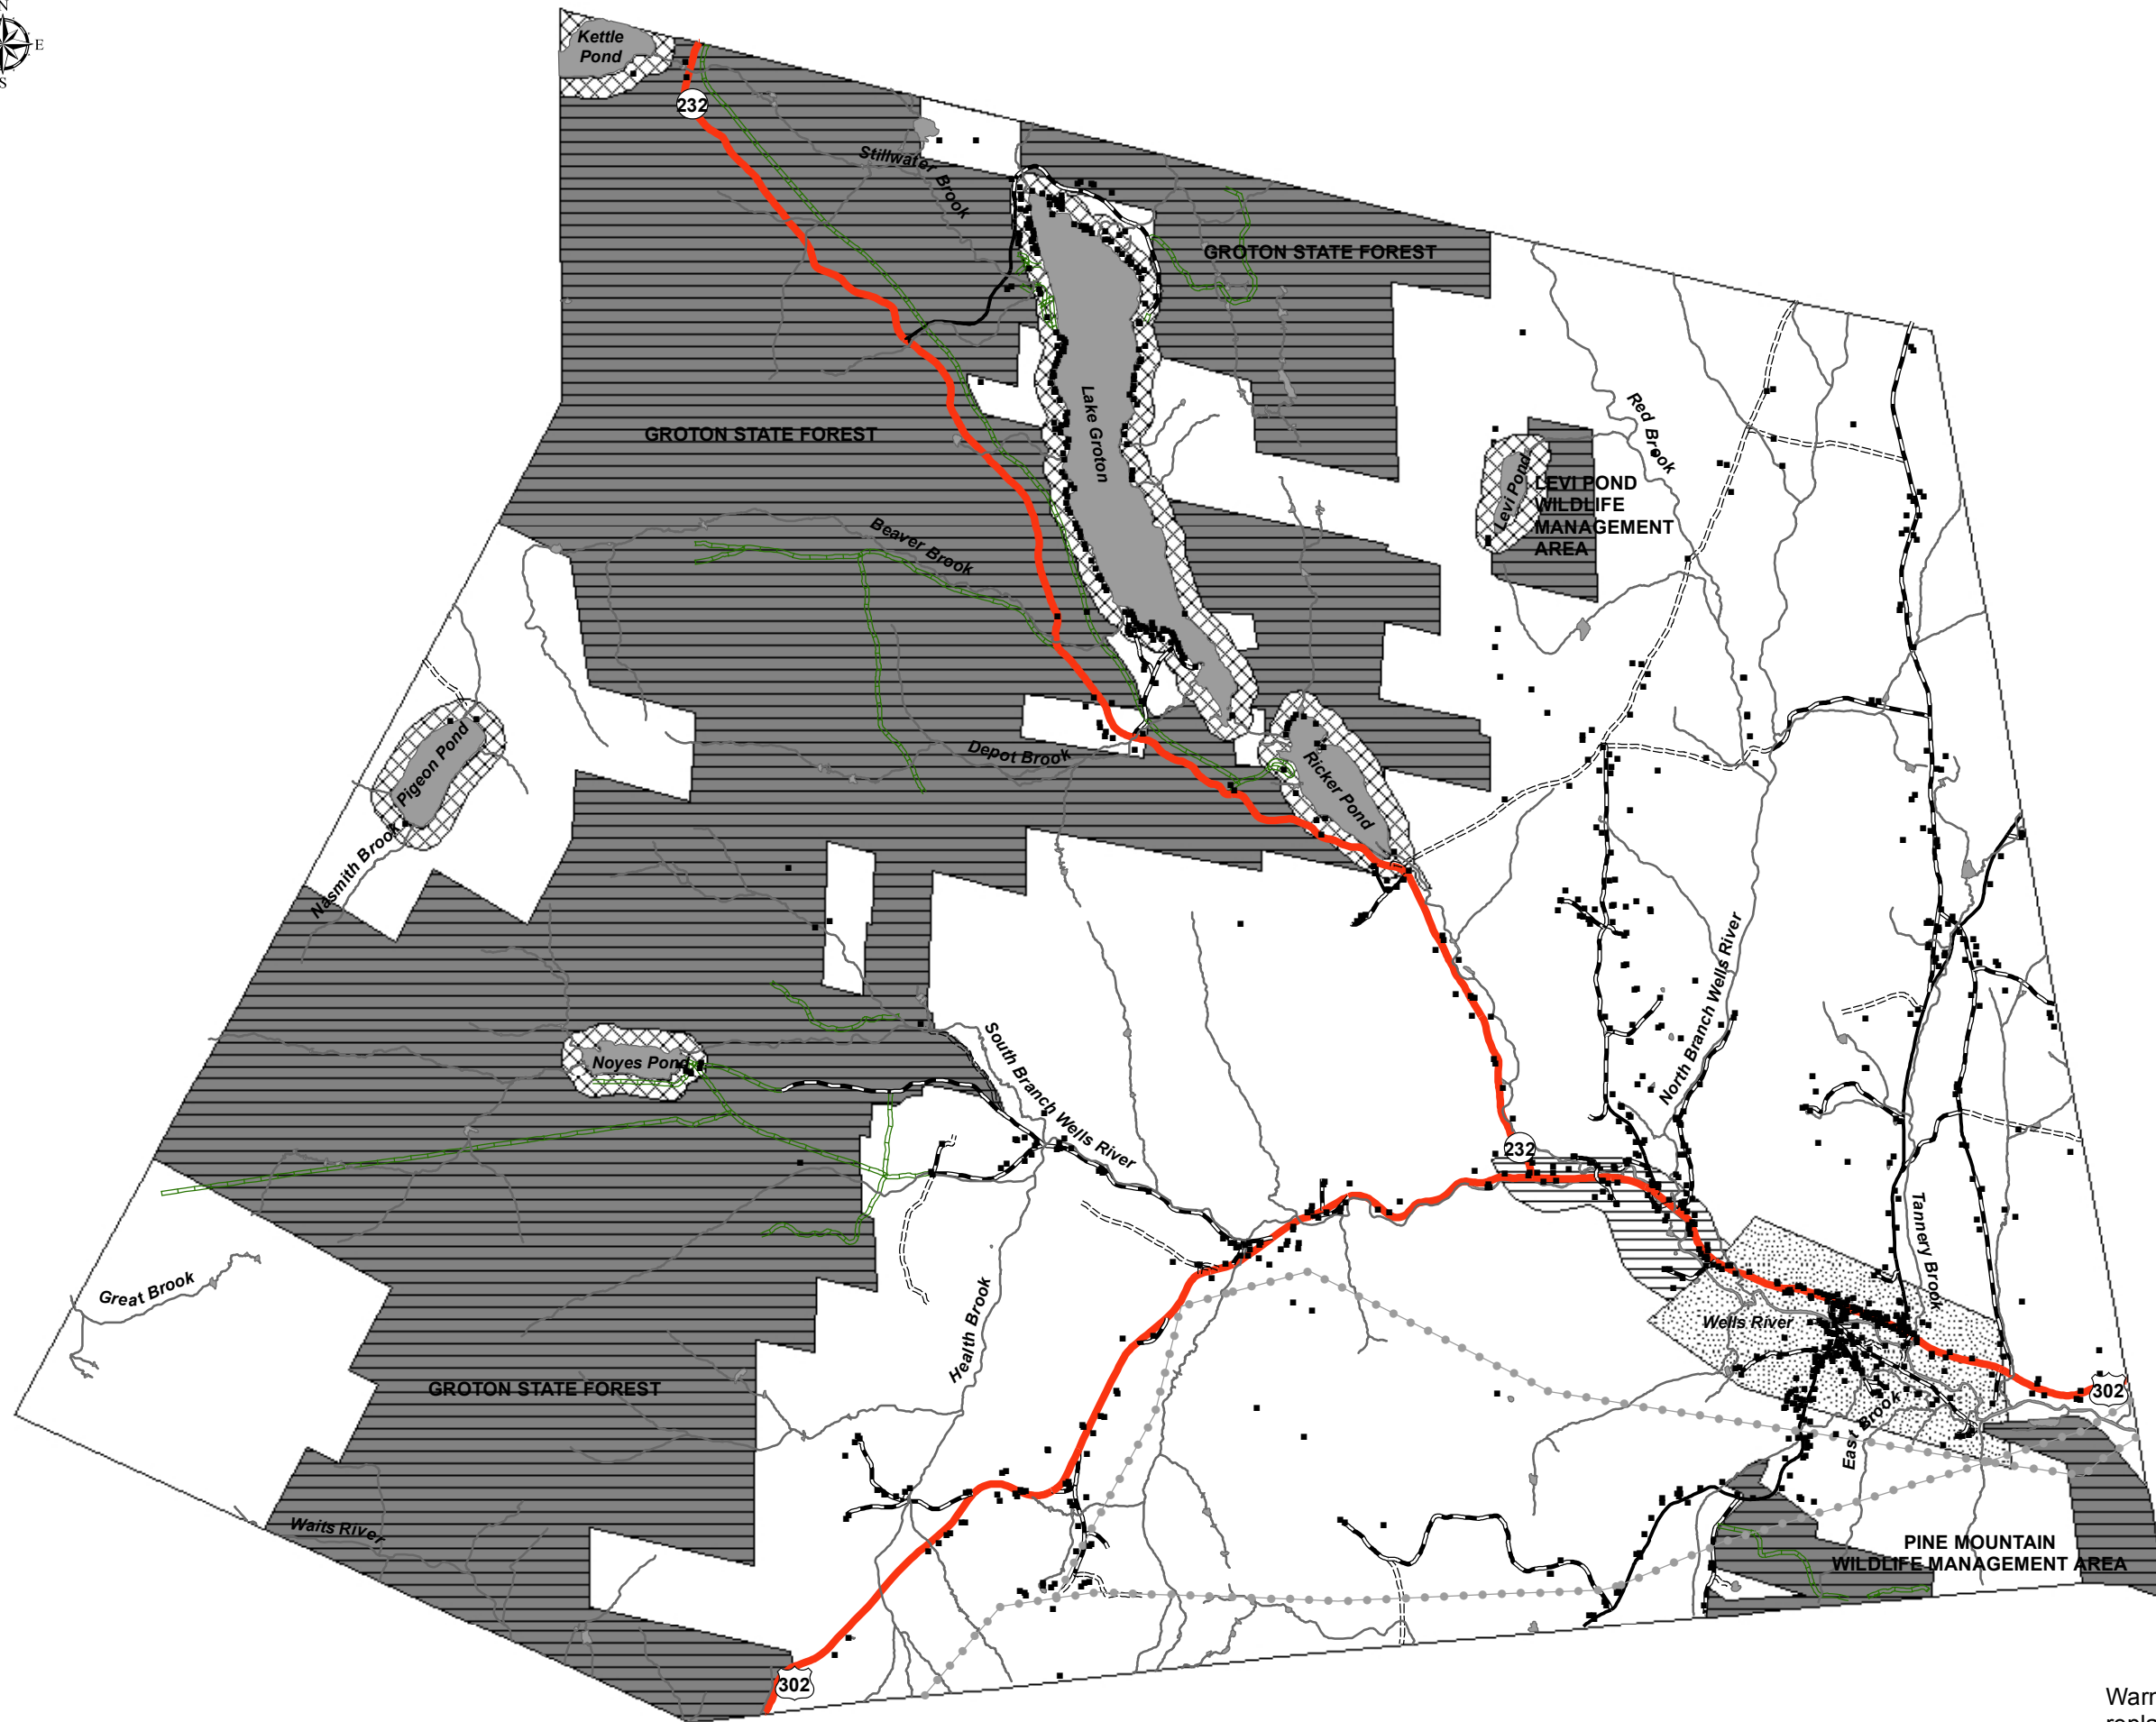 N
E
S
Kettle
Pond
232
Stillwater Brook
GROTON STATE FOREST
Lake Groton
Red Brook
GROTON STATE FOREST
Levi Pond
LEVI POND
WILDLIFE
MANAGEMENT
AREA
Beaver Brook
Pigeon Pond
Depot Brook
Ricker Pond
Nasmith Brook
North Branch Wells River
Noyes Pond
South Branch Wells River
232
Tannery Brook
Great Brook
Health Brook
Wells River
GROTON STATE FOREST
302
East Brook
Waits River
PINE MOUNTAIN
WILDLIFE MANAGEMENT AREA
302